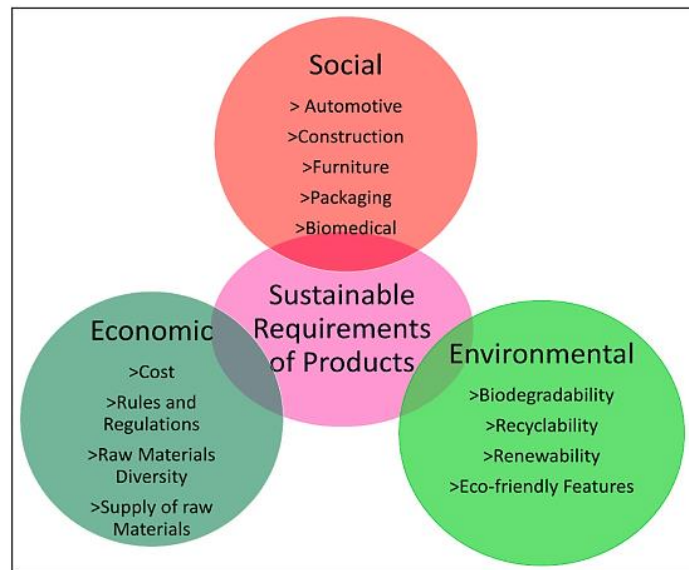 Social
> Automotive
>Construction
>Furniture
>Packaging
>Biomedical
Sustainable
Requirements
of Products
Economic
>Cost
>Rules and
Regulations
>Raw Materials
Diversity
>Supply of raw
Materials
Environmental
>Biodegradability
>Recyclability
>Renewability
>Eco-friendly Features